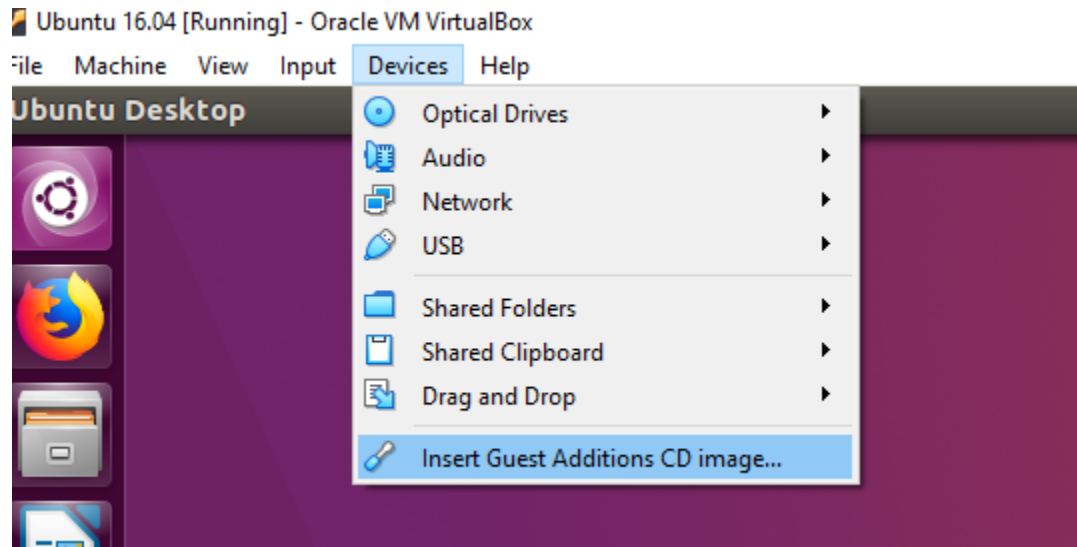 Ubuntu 16.04 [Running] - Oracle VM VirtualBox
File Machine View Input Devices Help
Ubuntu Desktop
Optical Drives
Audio
Network
USB
Shared Folders
Shared Clipboard
Drag and Drop
Insert Guest Additions CD image...